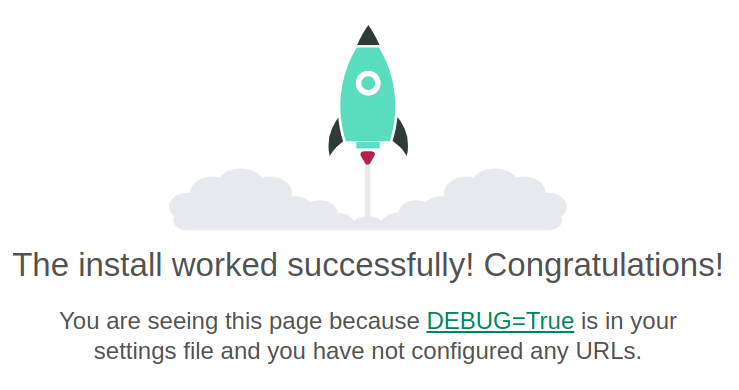 The install worked successfully! Congratulations!
You are seeing this page because DEBUG=True is in your
settings file and you have not configured any URLs.